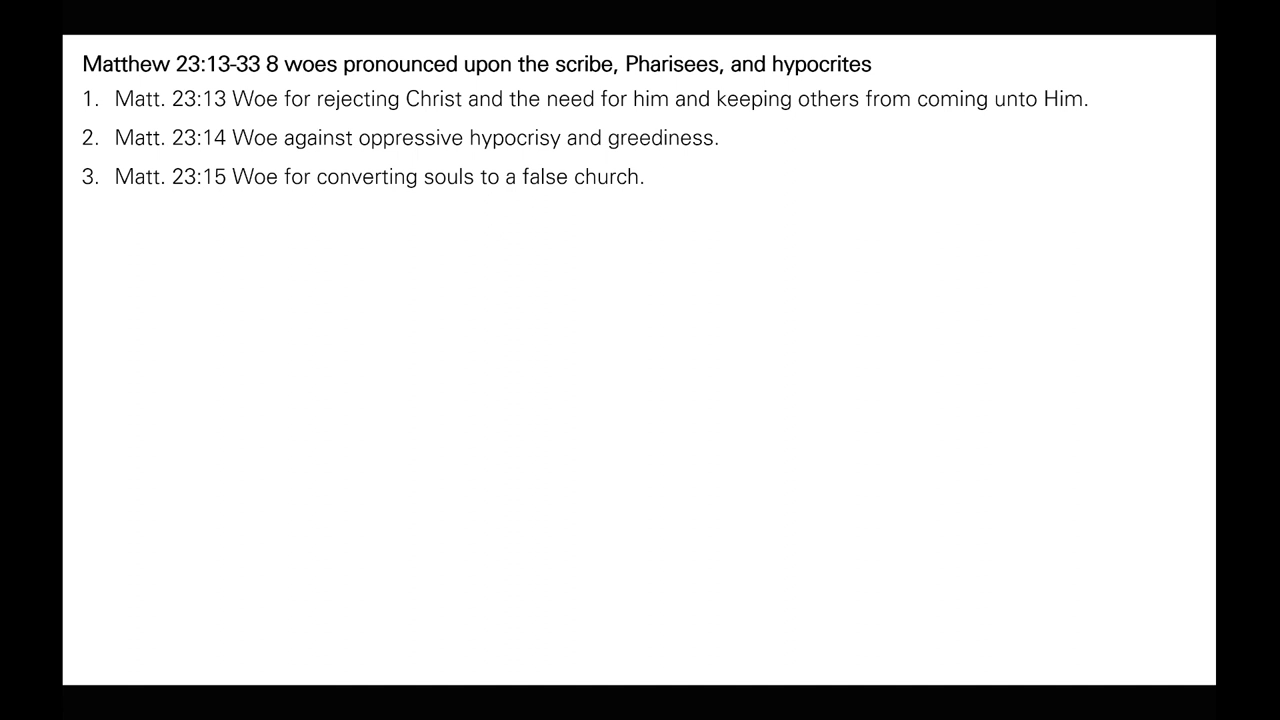 Matthew 23:13-33 8 woes pronounced upon the scribe, Pharisees, and hypocrites
1. Matt. 23:13 Woe for rejecting Christ and the need for him and keeping others from coming unto Him.
2. Matt. 23:14 Woe against oppressive hypocrisy and greediness.
3. Matt. 23:15 Woe for converting souls to a false church.